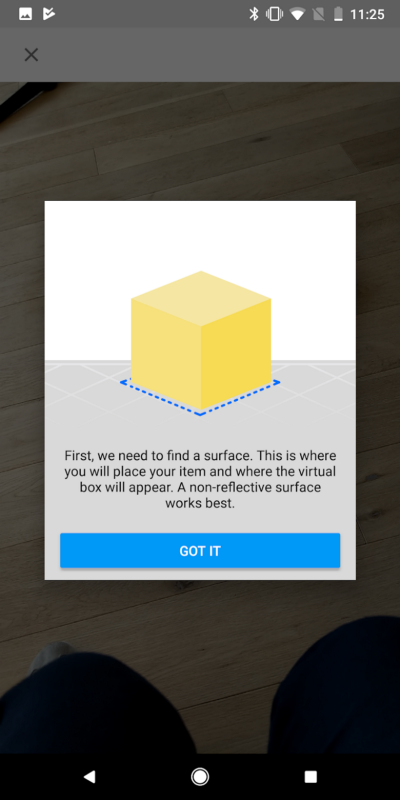 11:25
First, we need to find a surface. This is where
you will place your item and where the virtual
box will appear. A non-reflective surface
works best.
GOT IT